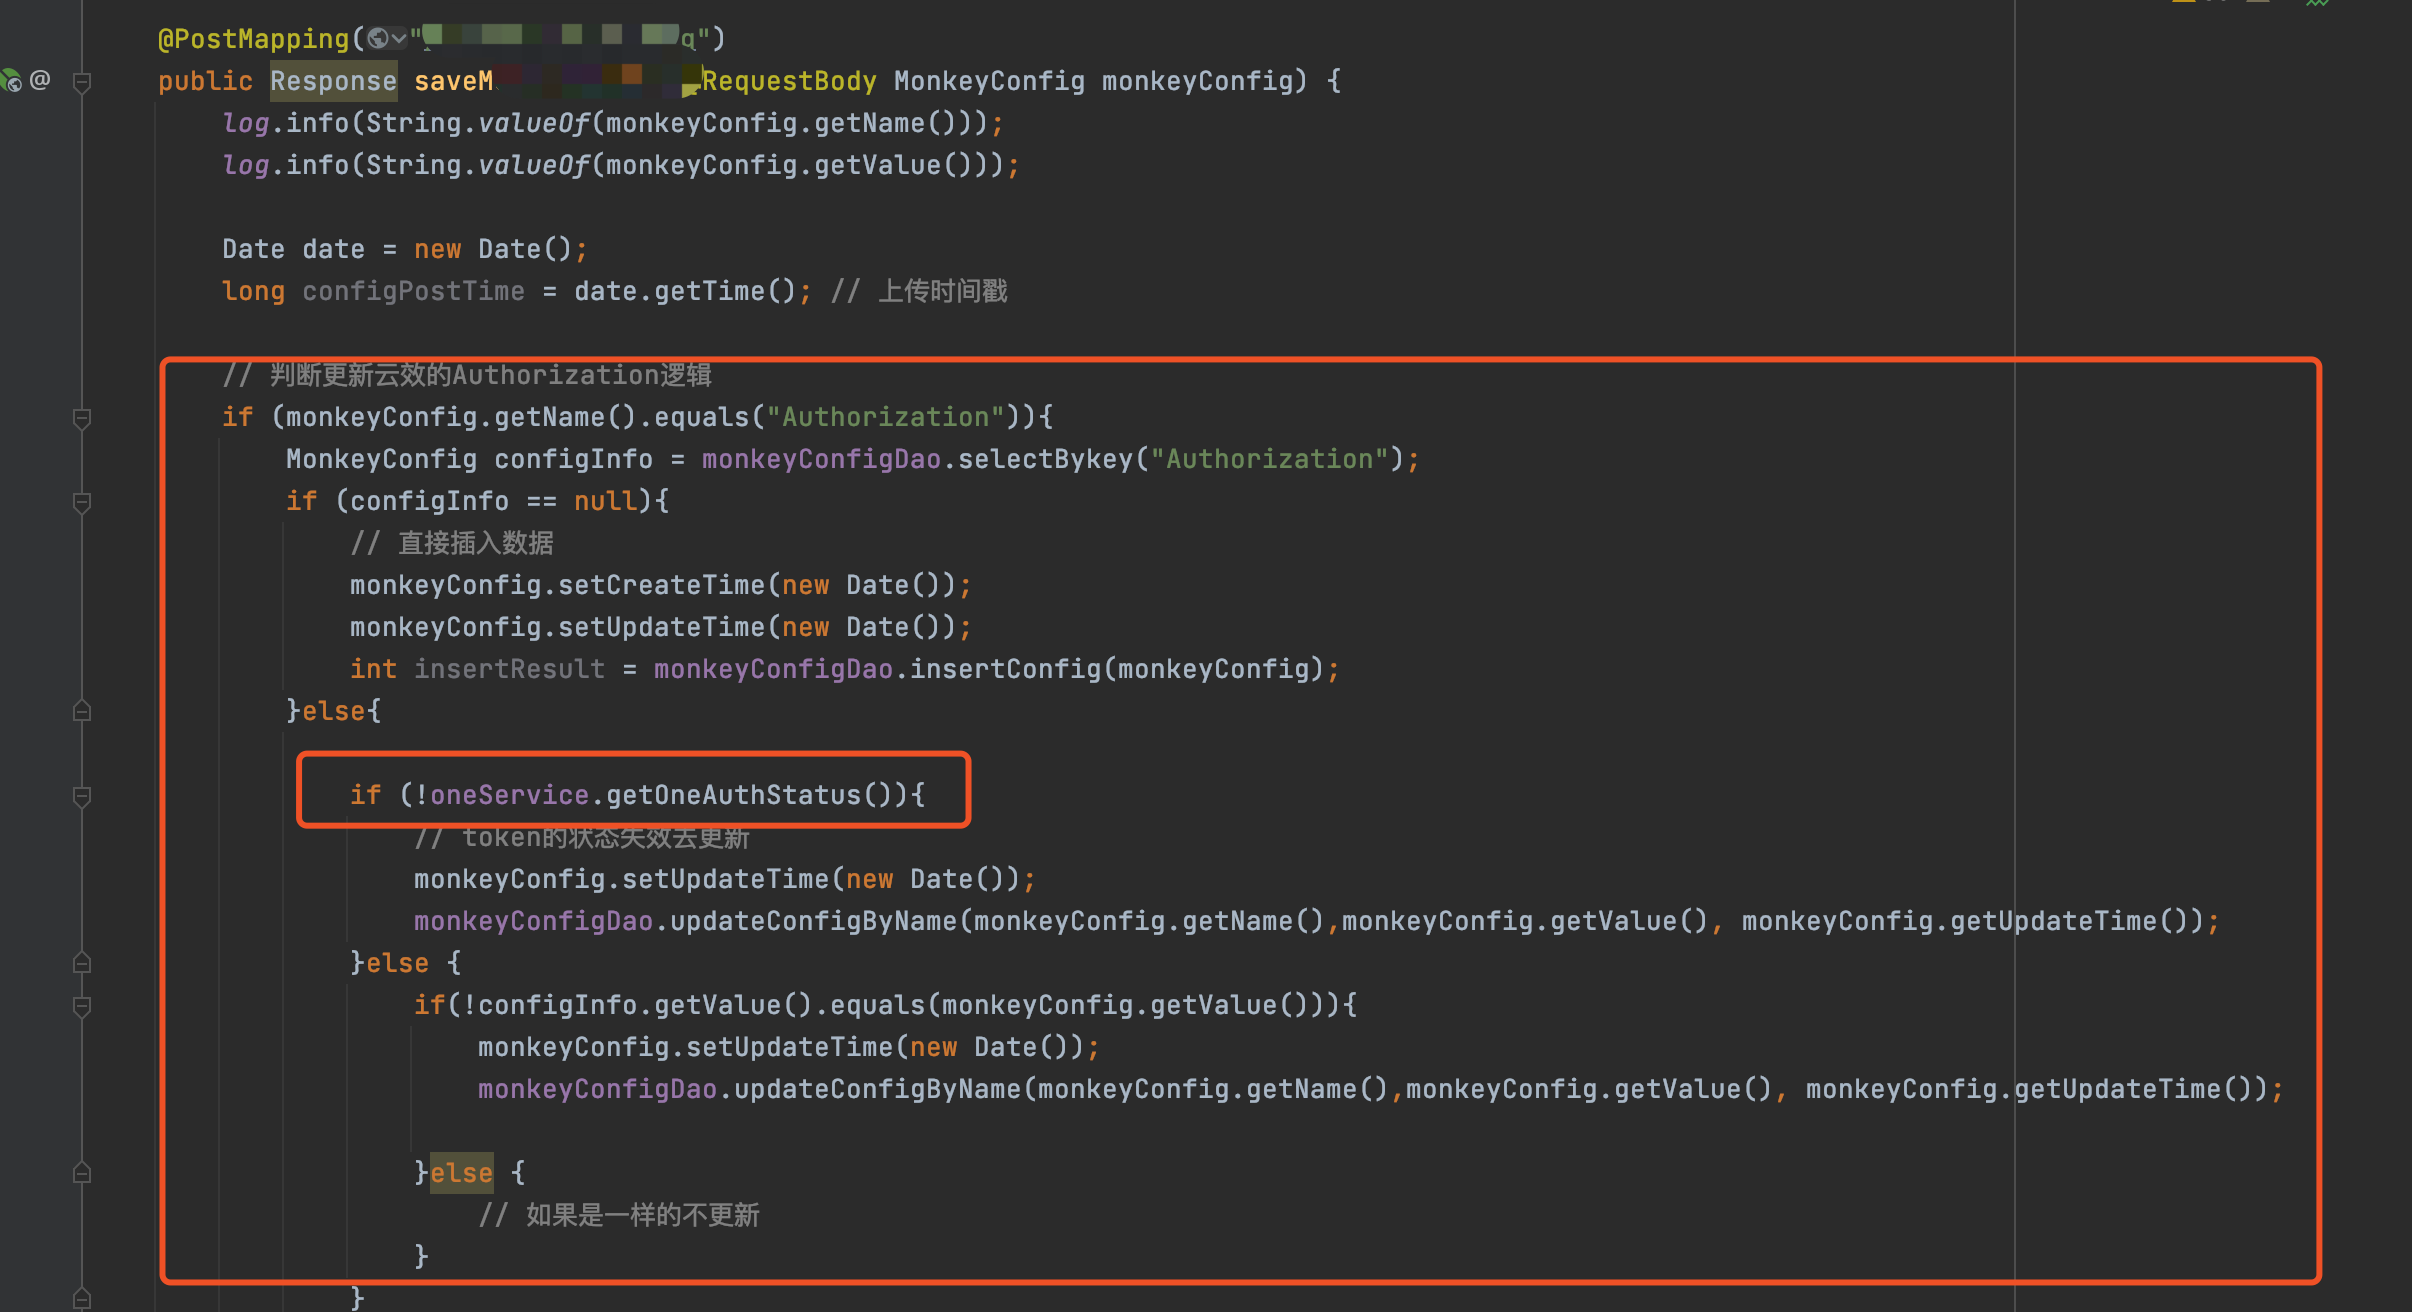 @PostMapping("q")
@
public Response saveM RequestBody MonkeyConfig monkeyConfig) {
log.info(String.valueOf(monkeyConfig.getName()));
log.info(String.valueOf(monkeyConfig.getValue()));
Date date = new Date();
long configPostTime = date.getTime(); // 上传时间戳
// 判断更新云效的Authorization逻辑
if (monkeyConfig.getName().equals("Authorization")){
MonkeyConfig configInfo = monkeyConfigDao.selectBykey("Authorization");
if (configInfo == null){
// 直接插入数据
monkeyConfig.setCreateTime(new Date());
monkeyConfig.setUpdateTime(new Date());
int insertResult = monkeyConfigDao.insertConfig(monkeyConfig);
}else{
if (!oneService.getOneAuthStatus()){
// token的状态失效去更新
monkeyConfig.setUpdateTime(new Date());
monkeyConfigDao.updateConfigByName(monkeyConfig.getName(),monkeyConfig.getValue(), monkeyConfig.getUpdateTime());
}else {
if(!configInfo.getValue().equals(monkeyConfig.getValue())){
monkeyConfig.setUpdateTime(new Date());
monkeyConfigDao.updateConfigByName(monkeyConfig.getName(),monkeyConfig.getValue(), monkeyConfig.getUpdateTime());
}else {
// 如果是一样的不更新
}
}